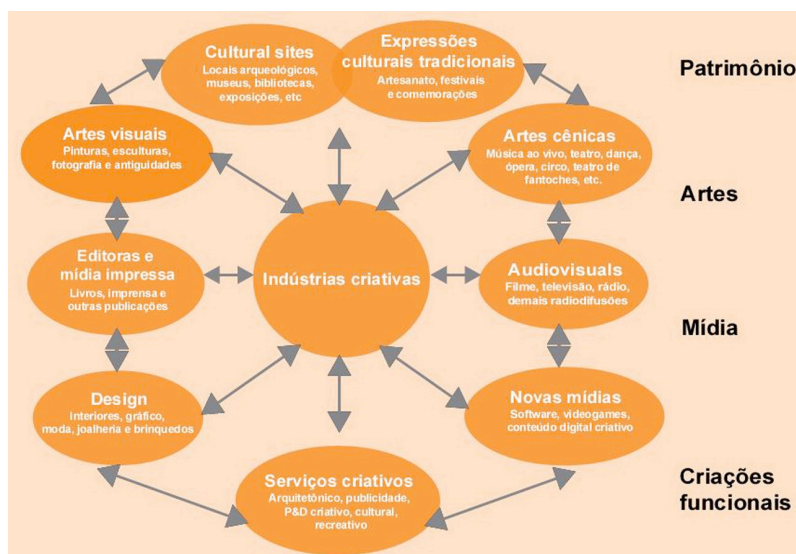 Cultural sites
Locais arqueológicos,
museus, bibliotecas,
exposições, etc
Expressões
culturais tradicionais
Artesanato, festivais
e comemorações
Patrimônio
Artes visuais
Pinturas, esculturas,
fotografia e antiguidades
Artes cênicas
Música ao vivo, teatro, dança,
ópera, circo, teatro de
fantoches, etc.
Artes
Editoras e
mídia impressa
Livros, imprensa e
outras publicações
Indústrias criativas
Audiovisuals
Filme, televisão, rádio,
demais radiodifusões
Mídia
Design
Interiores, gráfico,
moda, joalheria e brinquedos
Novas mídias
Software, videogames,
conteúdo digital criativo
Serviços criativos
Arquitetônico, publicidade,
P&D criativo, cultural,
recreativo
Criações
funcionais